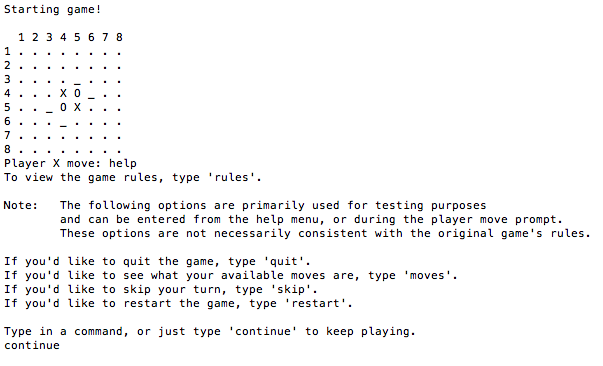 Starting game!

  1 2 3 4 5 6 7 8
1 . . . . . . . .
2 . . . . . . . .
3 . . . . _ . . .
4 . . . X O _ . .
5 . . _ O X . . .
6 . . . _ . . . .
7 . . . . . . . .
8 . . . . . . . .
Player X move: help
To view the game rules, type 'rules'.

Note:   The following options are primarily used for testing purposes
        and can be entered from the help menu, or during the player move prompt.
        These options are not necessarily consistent with the original game's rules.

If you'd like to quit the game, type 'quit'.
If you'd like to see what your available moves are, type 'moves'.
If you'd like to skip your turn, type 'skip'.
If you'd like to restart the game, type 'restart'.

Type in a command, or just type 'continue' to keep playing.
continue